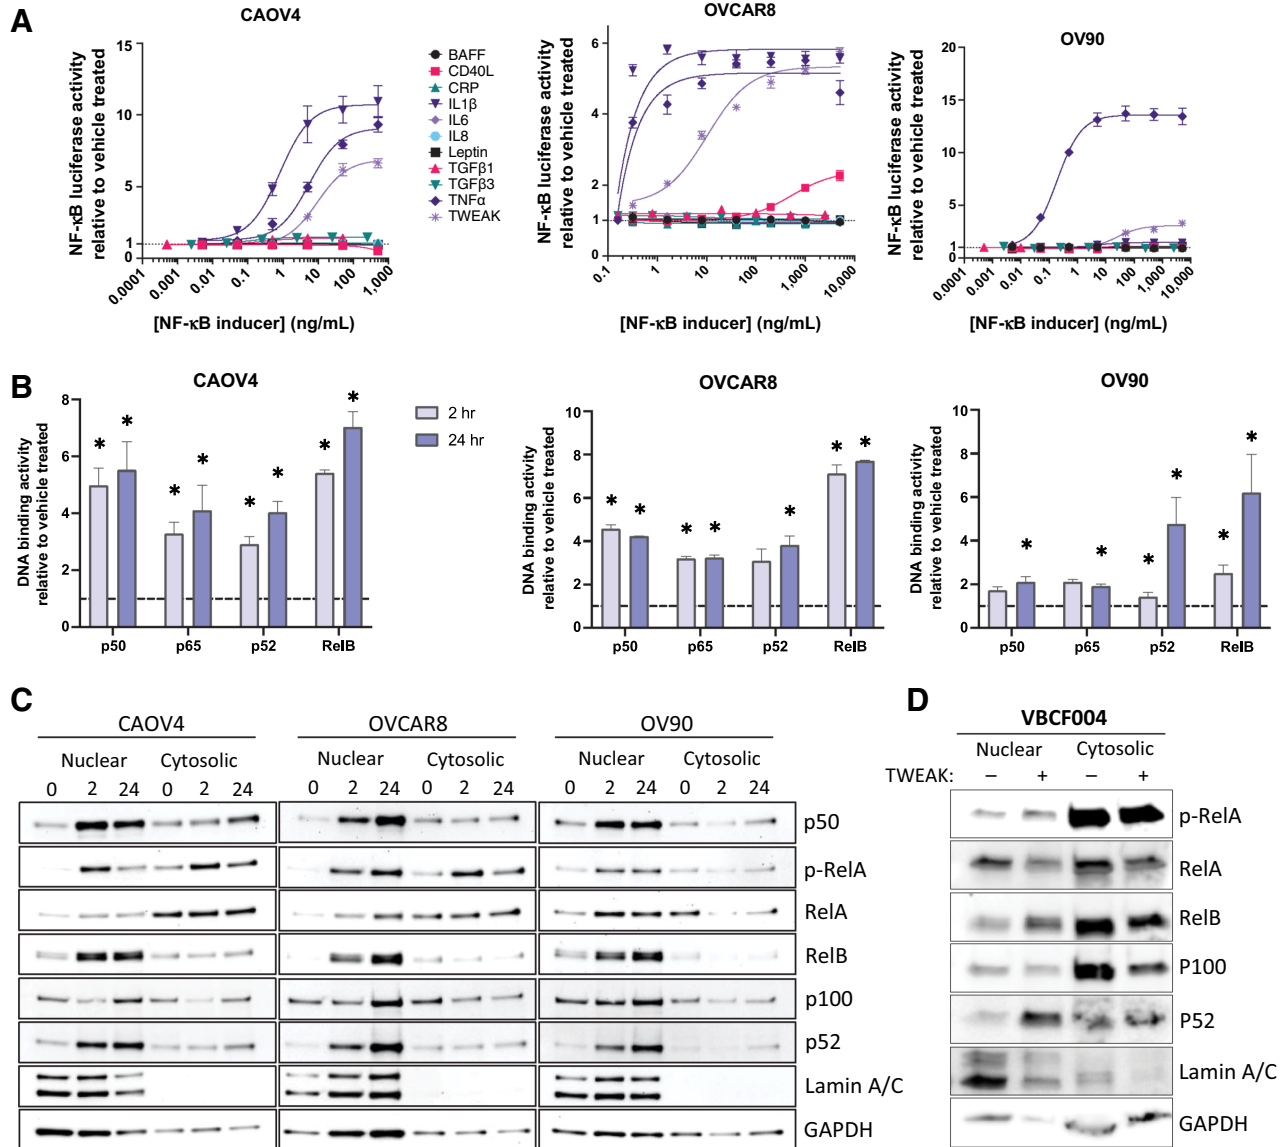 A
CAOV4
NF-κB luciferase activity
relative to vehicle treated
15
10
5
1
0
0.0001
0.001
0.01
0.1
1
10
100
1,000
[NF-κB inducer] (ng/mL)
BAFF
CD40L
CRP
IL1β
IL6
IL8
Leptin
TGFβ1
TGFβ3
TNFα
TWEAK
OVCAR8
NF-κB luciferase activity
relative to vehicle treated
6
4
2
1
0
0.1
1
10
100
1,000
10,000
[NF-κB inducer] (ng/mL)
OV90
NF-κB luciferase activity
relative to vehicle treated
20
15
10
5
1
0
0.0001
0.001
0.01
0.1
1
10
100
1,000
10,000
[NF-κB inducer] (ng/mL)
B
CAOV4
DNA binding activity
relative to vehicle treated
8
6
4
2
0
* * * * * * * *
p50 p65 p52 RelB
2 hr
24 hr
OVCAR8
DNA binding activity
relative to vehicle treated
10
8
6
4
2
0
* * * * * * *
p50 p65 p52 RelB
OV90
DNA binding activity
relative to vehicle treated
10
8
6
4
2
0
* * * * * *
p50 p65 p52 RelB
C
CAOV4 OVCAR8 OV90
Nuclear Cytosolic Nuclear Cytosolic Nuclear Cytosolic
0 2 24 0 2 24 0 2 24 0 2 24 0 2 24 0 2 24
p50
p-RelA
RelA
RelB
p100
p52
Lamin A/C
GAPDH
D
VBCF004
Nuclear Cytosolic
TWEAK: – + – +
p-RelA
RelA
RelB
P100
P52
Lamin A/C
GAPDH